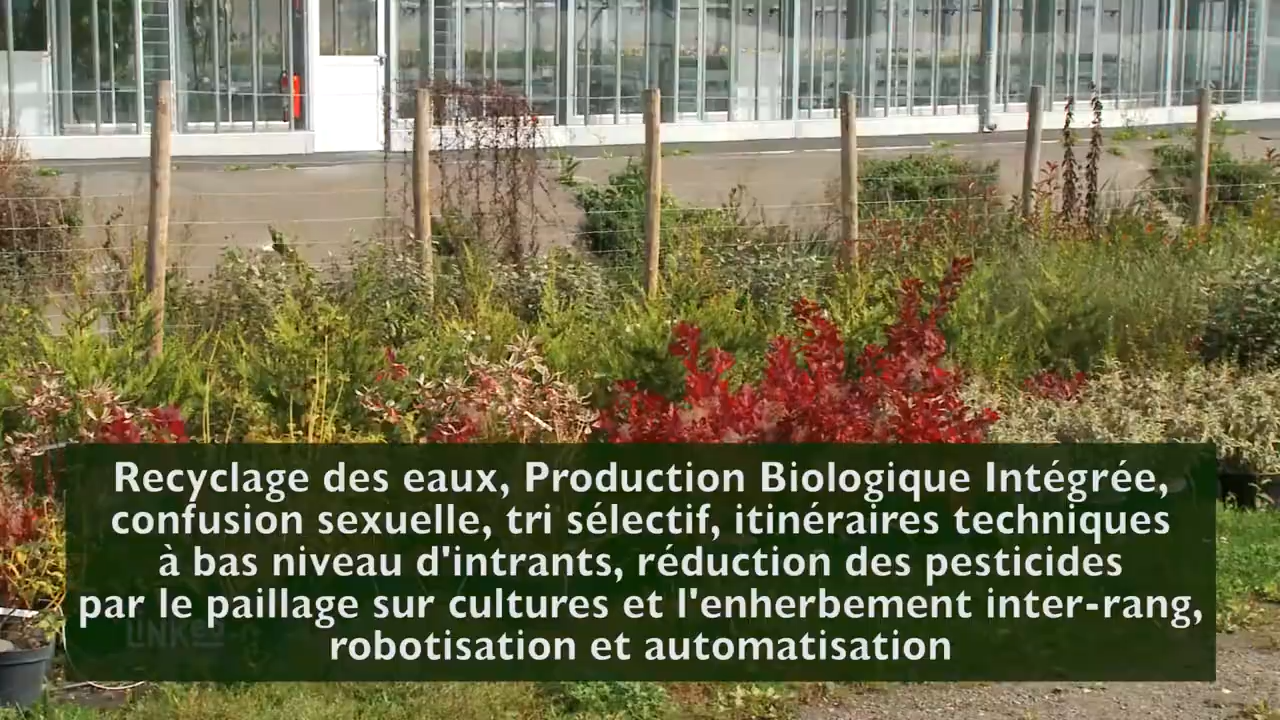 Recyclage des eaux, Production Biologique Intégrée,
confusion sexuelle, tri sélectif, itinéraires techniques
à bas niveau d'intrants, réduction des pesticides
par le paillage sur cultures et l'enherbement inter-rang,
robotisation et automatisation